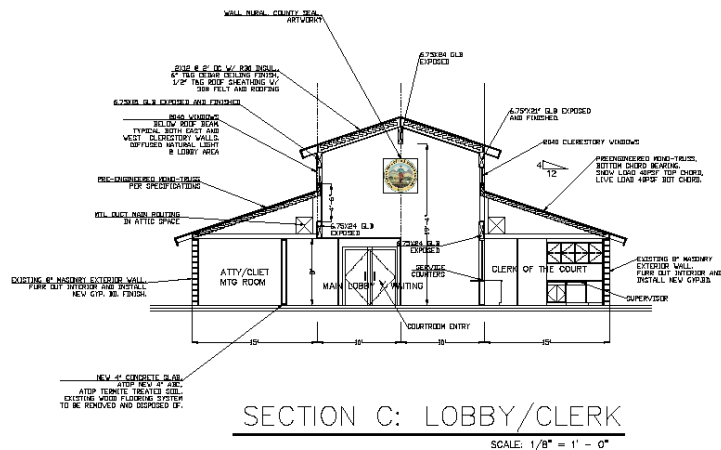 WALL MURAL, COUNTY SEAL
ARTWORK?
6.75X24 GLB
EXPOSED
2X12 @ 2' OC W/ R30 INSUL.
6" T&G CEDAR CEILING FINISH,
1/2" T&G ROOF SHEATHING W/
30# FELT AND ROOFING
GLB EXPOSED AND FINISHED
6.75"X21" GLB EXPOSED
AND FINISHED.
WINDOWS
BELOW ROOF BEAM
TYPICAL BOTH EAST AND
WEST CLERESTORY WALLS.
DIFFUSED NATURAL LIGHT
@ LOBBY AREA
CLERESTORY WINDOWS
4
12
PREENGINEERED MONO-TRUSS,
BOTTOM CHORD BEARING.
SNOW LOAD 40PSF TOP CHORD,
LIVE LOAD BOT CHORD.
PRE-ENGINEERED MONO-TRUSS
PER SPECIFICATIONS
MTL DUCT MAIN ROUTING
IN ATTIC SPACE
6.75X24 GLB
EXPOSED
6.75X24 GLB
EXPOSED
EXISTING 8" MASONRY EXTERIOR WALL.
FURR OUT INTERIOR AND INSTALL
NEW GYP. BD. FINISH.
ATTY/CLIET
MTG ROOM
MAIN LOBBY / WAITING
SERVICE
COUNTERS
CLERK OF THE COURT
EXISTING 8" MASONRY
EXTERIOR WALL.
FURR OUT INTERIOR AND
INSTALL NEW GYP.BD.
SUPERVISOR
COURTROOM ENTRY
15'
10'
10'
15'
NEW 4" CONCRETE SLAB,
ATOP NEW 4" ABC,
ATOP TERMITE TREATED SOIL.
EXISTING WOOD FLOORING SYSTEM
TO BE REMOVED AND DISPOSED OF.
SECTION C: LOBBY/CLERK
SCALE: 1/8" = 1' - 0"